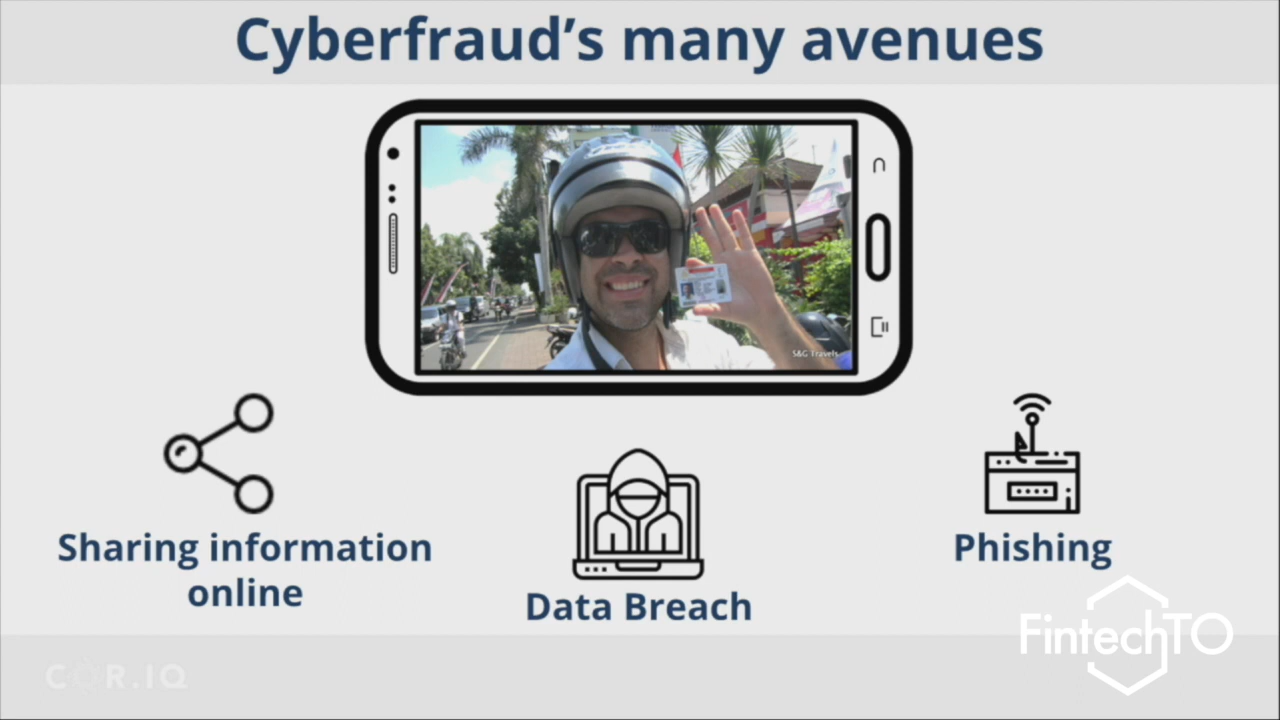 Cyberfraud's many avenues
S&G Travels
Sharing information
online
Data Breach
Phishing
FintechTO
COR.IQ